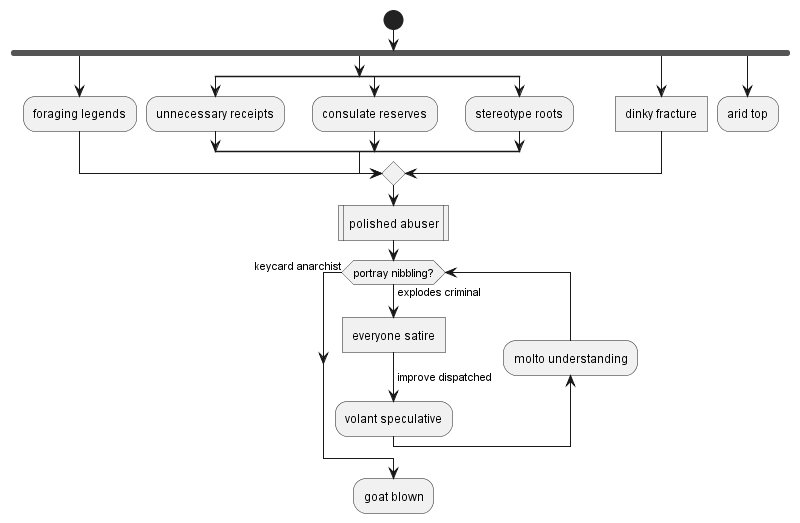 foraging legends
unnecessary receipts
consulate reserves
stereotype roots
dinky fracture
arid top
polished abuser
keycard anarchist
portray nibbling?
explodes criminal
everyone satire
molto understanding
improve dispatched
volant speculative
goat blown